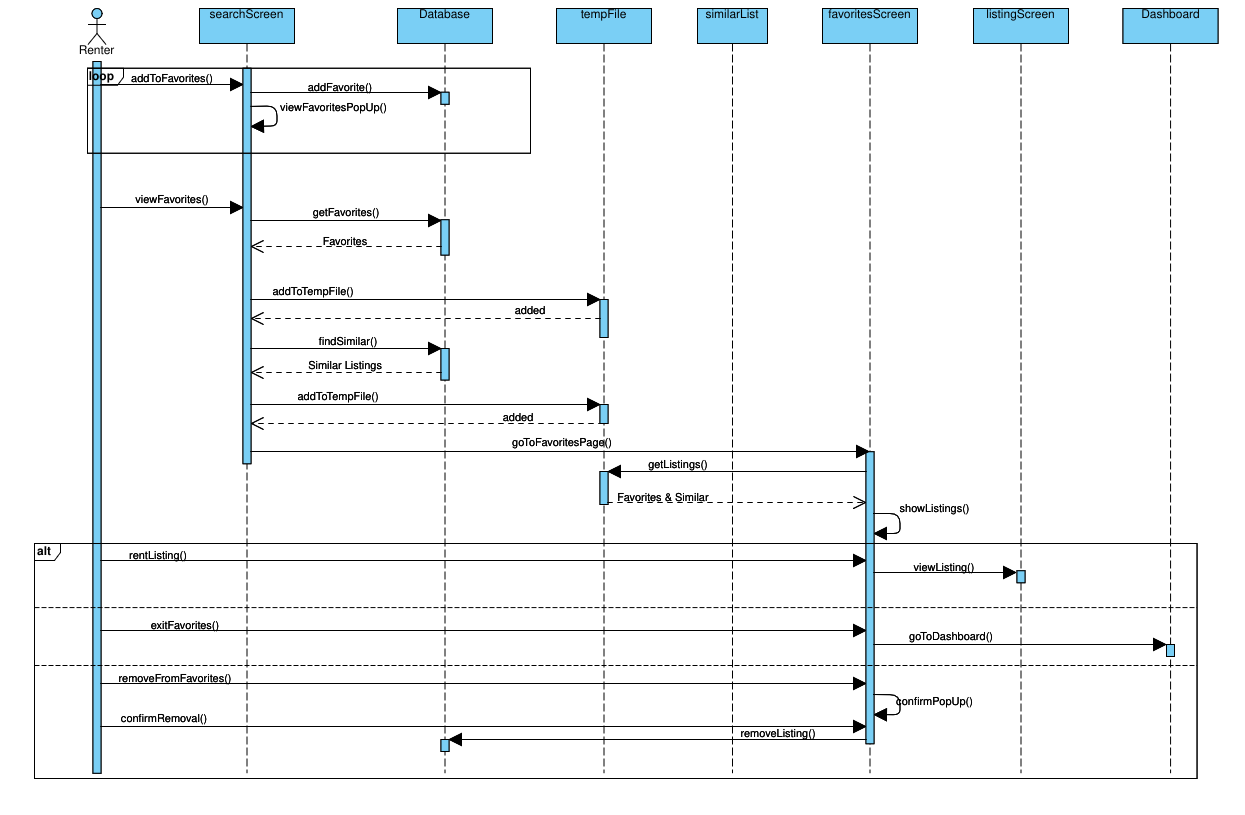 searchScreen
Database
tempFile
similarList
favoritesScreen
listingScreen
Dashboard
Renter
loop
addToFavorites()
addFavorite()
viewFavoritesPopUp()
viewFavorites()
getFavorites()
Favorites
addToTempFile()
added
findSimilar()
Similar Listings
addToTempFile()
added
goToFavoritesPage()
getListings()
Favorites & Similar
showListings()
alt
rentListing()
viewListing()
exitFavorites()
goToDashboard()
removeFromFavorites()
confirmPopUp()
confirmRemoval()
removeListing()